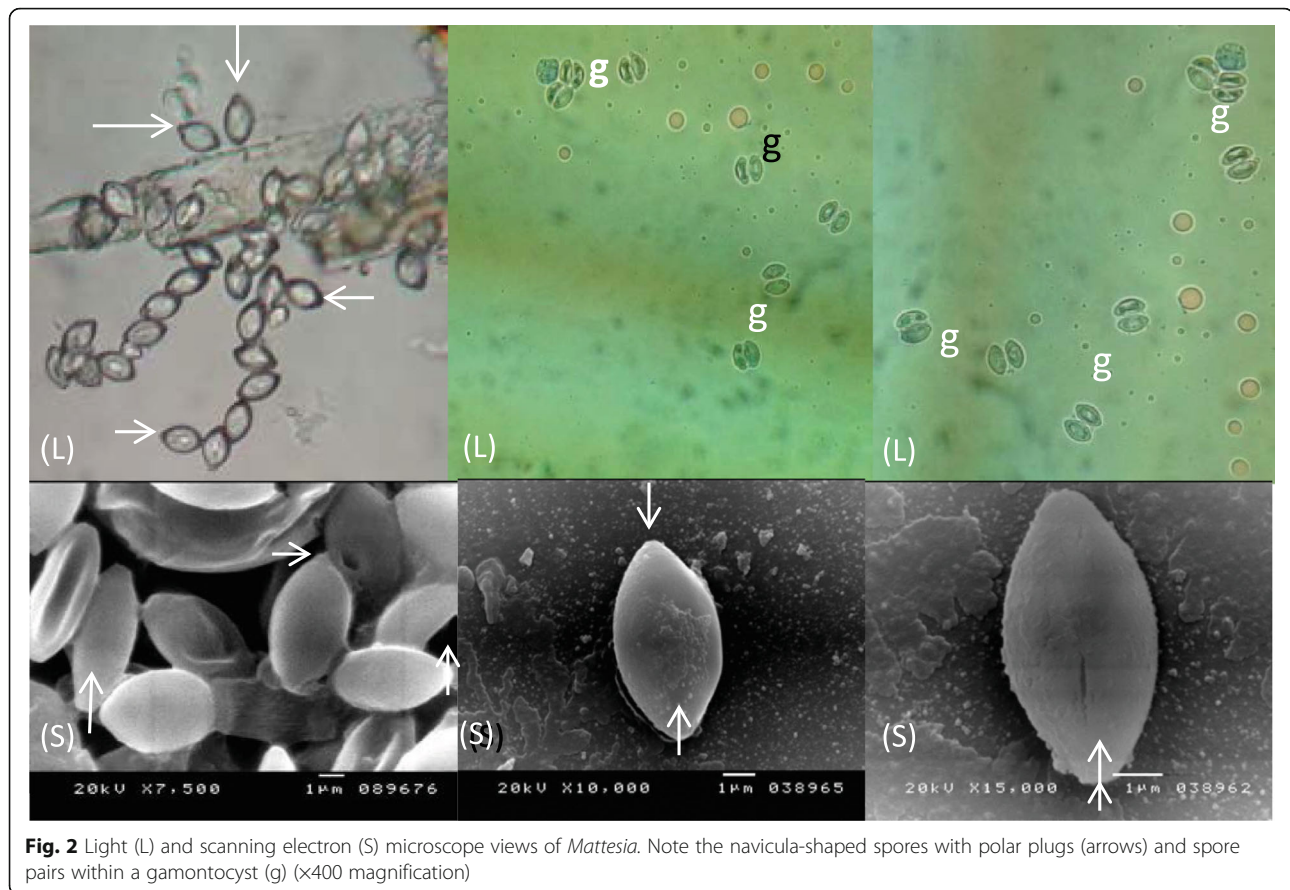 g
g
g
(L)
(L)
g
g
g
(L)
(S)
20kV X7,500 1µm 089676
(S)
20kV X10,000 1µm 038965
(S)
20kV X15,000 1µm 038962
Fig. 2 Light (L) and scanning electron (S) microscope views of Mattesia. Note the navicula-shaped spores with polar plugs (arrows) and spore
pairs within a gamontocyst (g) (×400 magnification)